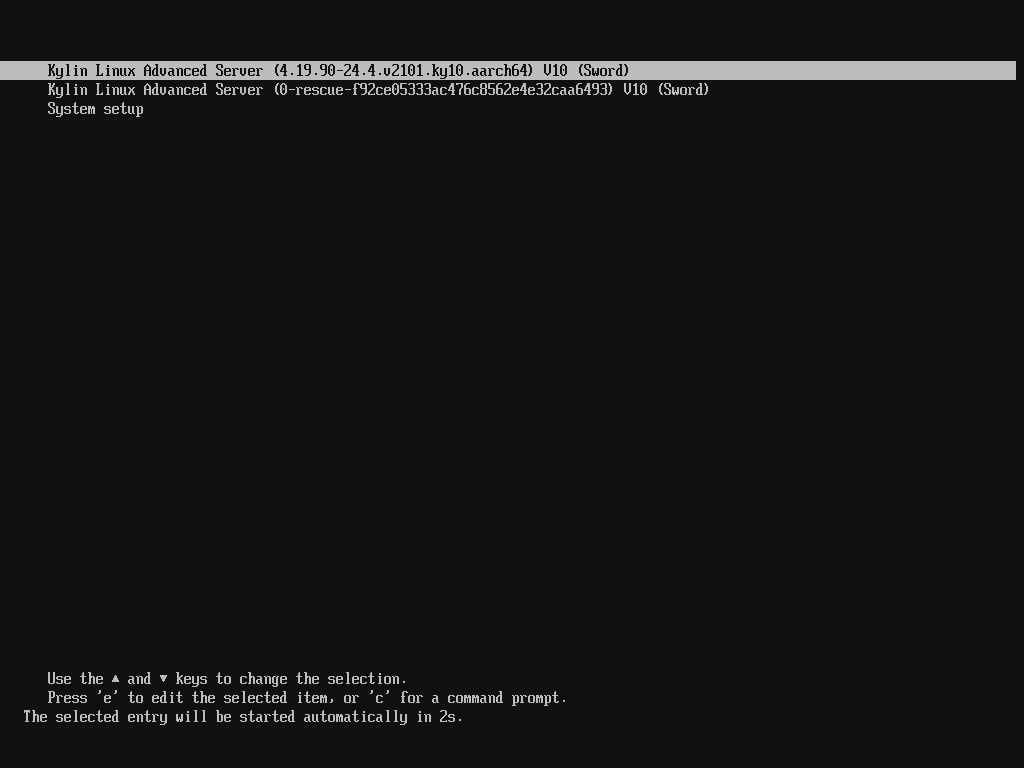 Kylin Linux Advanced Server (4.19.90-24.4.v2101.ky10.aarch64) V10 (Sword)
Kylin Linux Advanced Server (0-rescue-f92ce05333ac476c8562e4e32caa6493) V10 (Sword)
System setup
Use the ▲ and ▼ keys to change the selection.
Press 'e' to edit the selected item, or 'c' for a command prompt.
The selected entry will be started automatically in 2s.